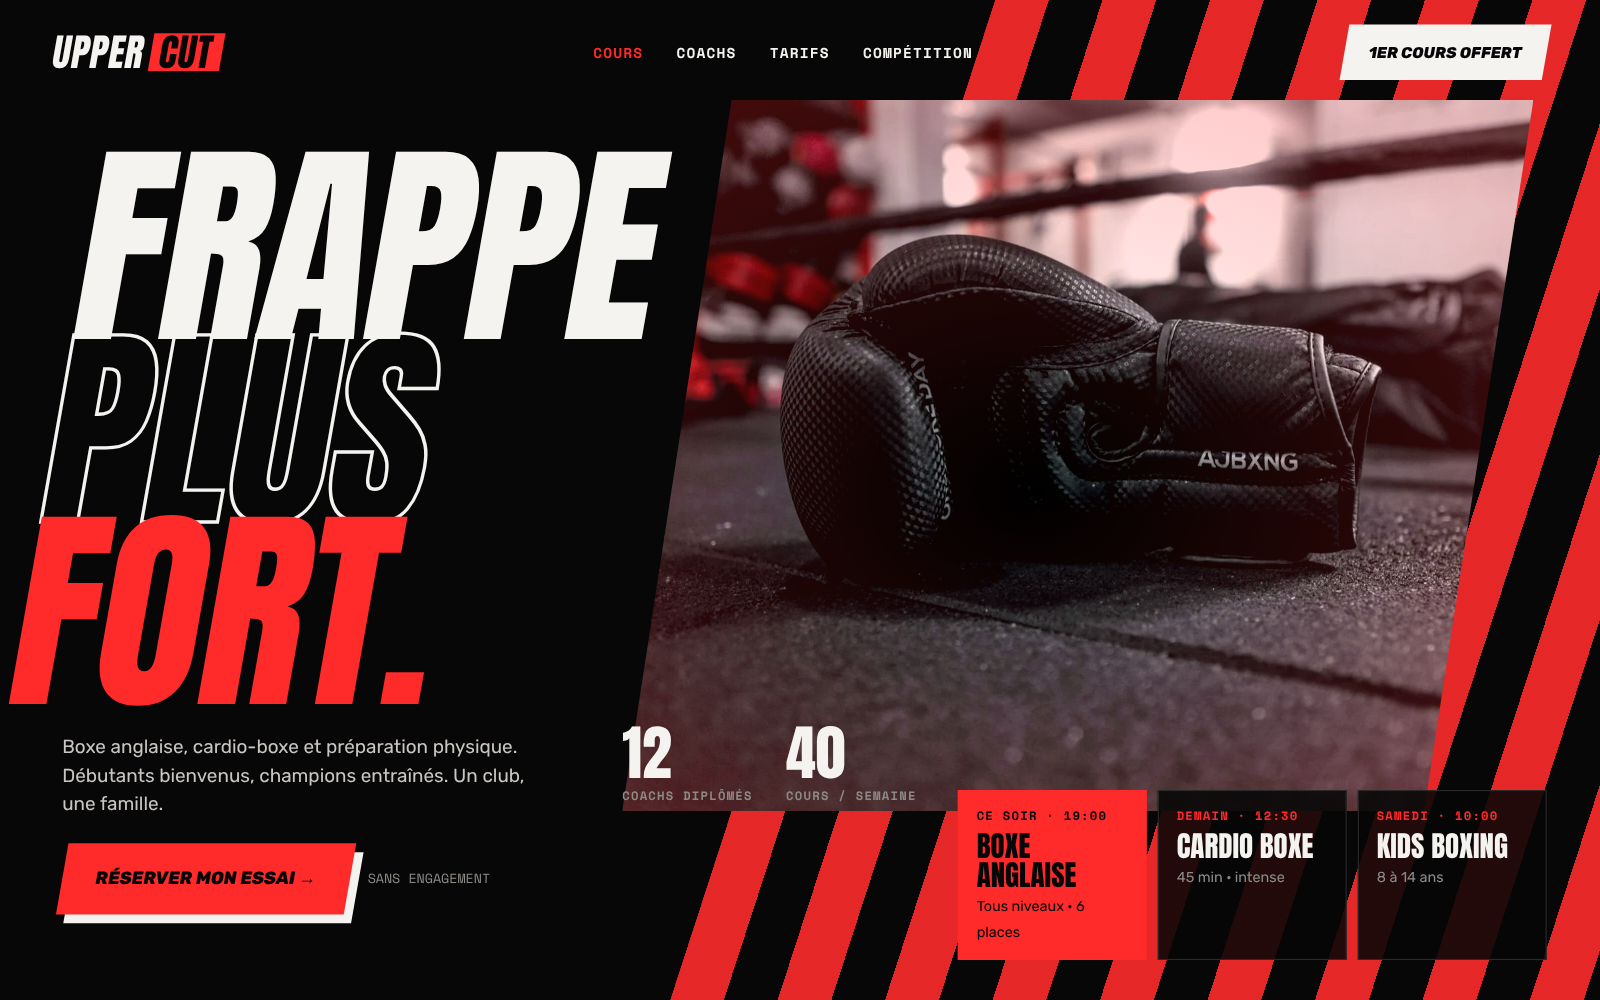 UPPER CUT
COURS
COACHS
TARIFS
COMPÉTITION
1ER COURS OFFERT
FRAPPE
PLUS
FORT.
AJBXNG
Boxe anglaise, cardio-boxe et préparation physique.
Débutants bienvenus, champions entraînés. Un club,
une famille.
RÉSERVER MON ESSAI →
SANS ENGAGEMENT
12
COACHS DIPLÔMÉS
40
COURS / SEMAINE
CE SOIR · 19:00
BOXE
ANGLAISE
Tous niveaux • 6
places
DEMAIN · 12:30
CARDIO BOXE
45 min • intense
SAMEDI · 10:00
KIDS BOXING
8 à 14 ans